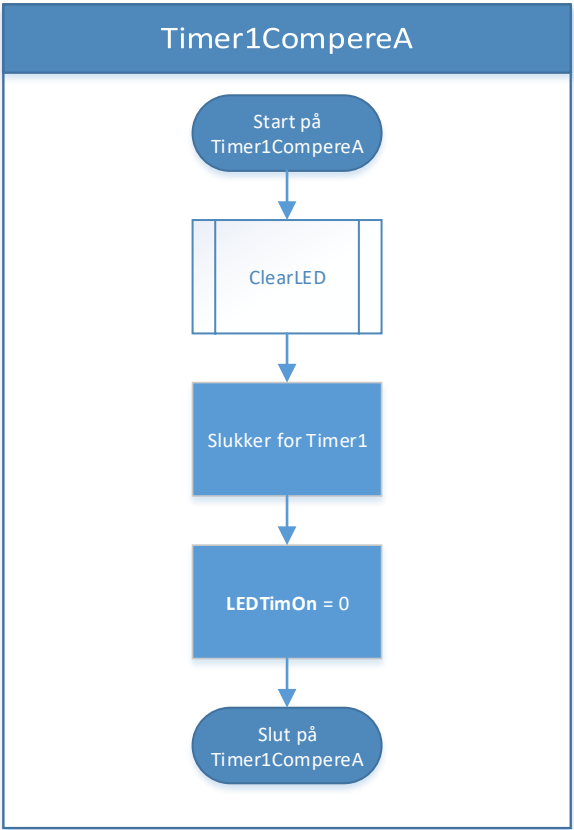 Timer1CompereA
Start på
Timer1CompereA
ClearLED
Slukker for Timer1
LEDTimOn = 0
Slut på
Timer1CompereA